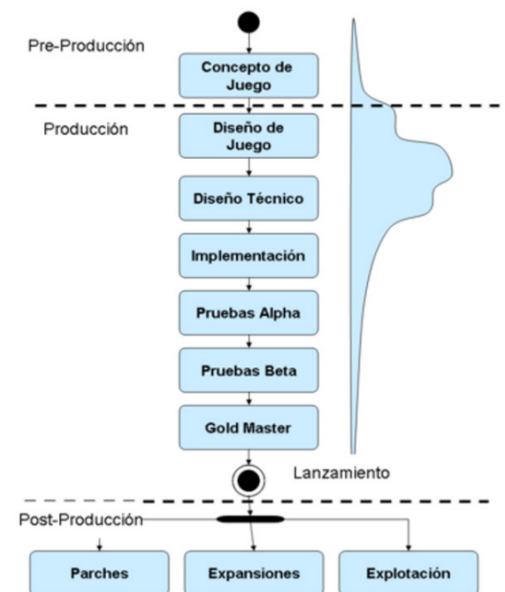 Pre-Producción
Concepto de
Juego
Producción
Diseño de
Juego
Diseño Técnico
Implementación
Pruebas Alpha
Pruebas Beta
Gold Master
Lanzamiento
Post-Producción
Parches
Expansiones
Explotación